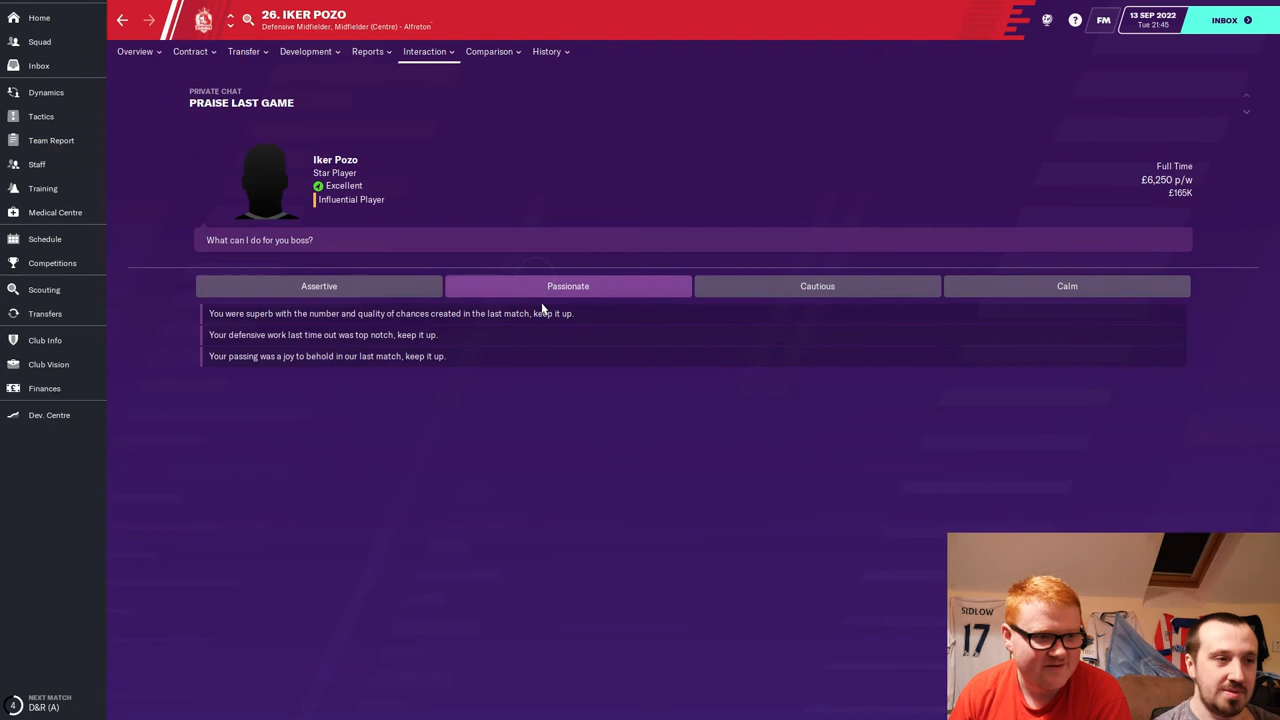 Home
Squad
Inbox
Dynamics
Tactics
Team Report
Staff
Training
Medical Centre
Schedule
Competitions
Scouting
Transfers
Club Info
Club Vision
Finances
Dev. Centre
4
NEXT MATCH
D&R (A)
26. IKER POZO
Defensive Midfielder, Midfielder (Centre) - Alfreton
?
FM
13 SEP 2022
Tue 21:45
INBOX
Overview
Contract
Transfer
Development
Reports
Interaction
Comparison
History
PRIVATE CHAT
PRAISE LAST GAME
Iker Pozo
Star Player
Excellent
Influential Player
Full Time
£6,250 p/w
£165K
What can I do for you boss?
Assertive
Passionate
Cautious
Calm
You were superb with the number and quality of chances created in the last match, keep it up.
Your defensive work last time out was top notch, keep it up.
Your passing was a joy to behold in our last match, keep it up.
SIDLOW
17